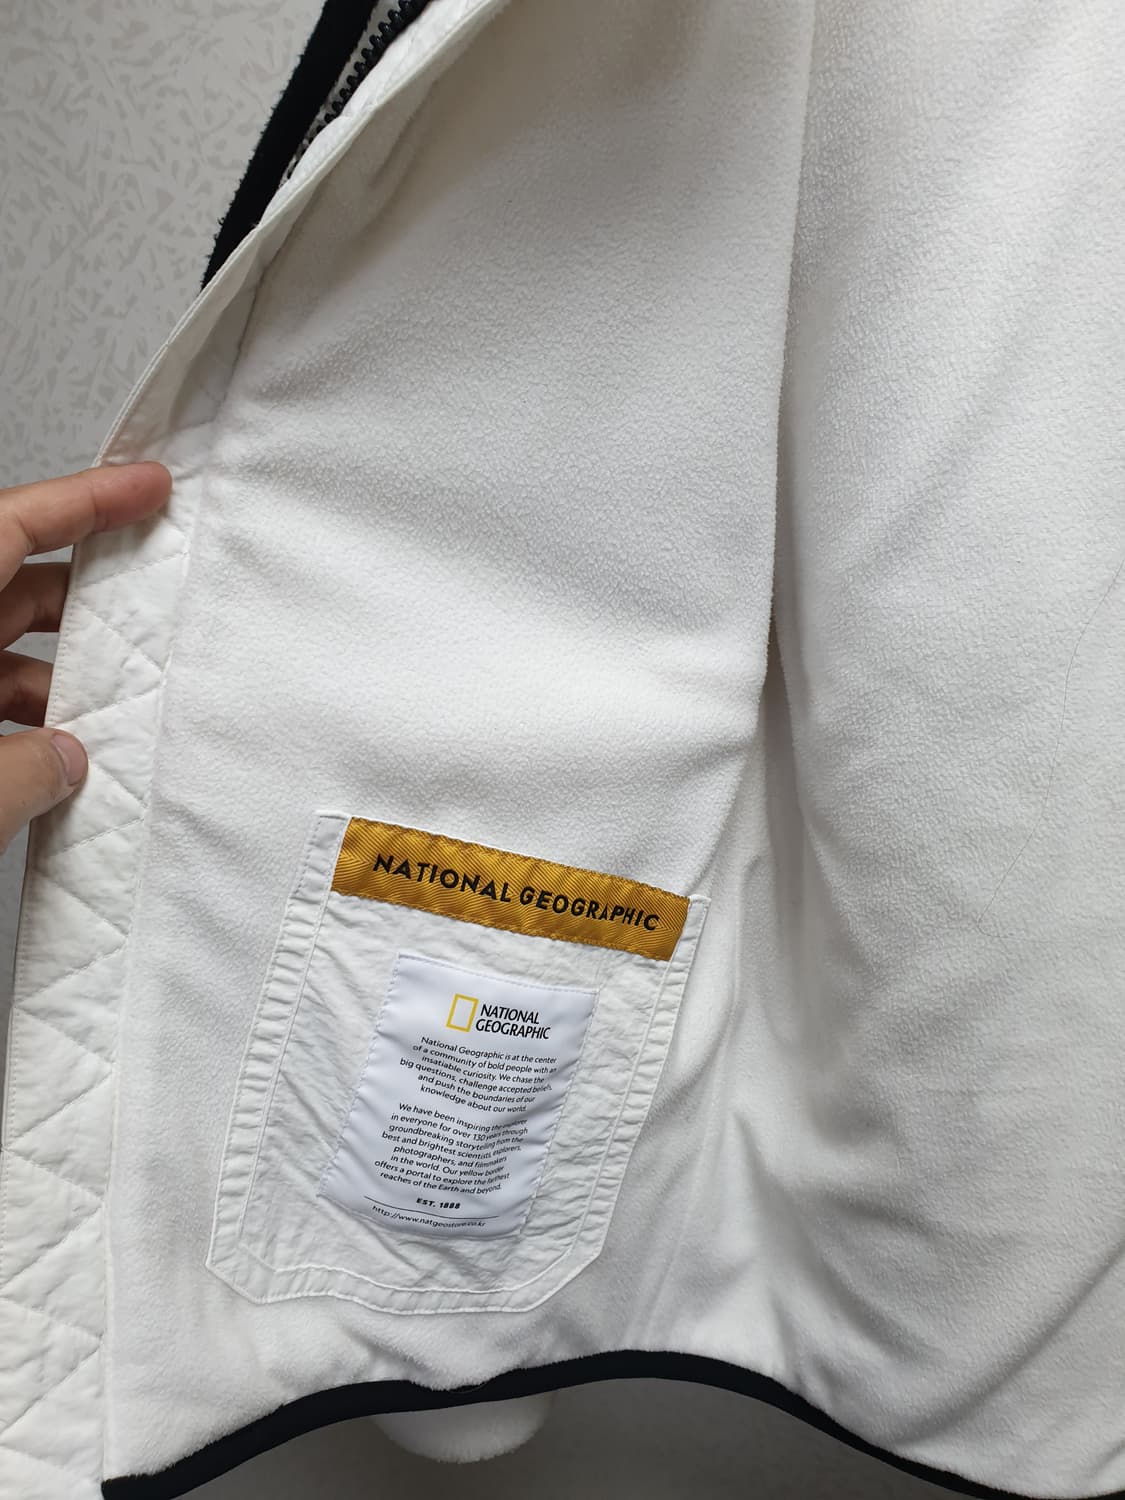 NATIONAL GEOGRAPHIC
NATIONAL
GEOGRAPHIC
National Geographic is at the center
of a community of bold people with an
insatiable curiosity. We chase the
big questions, challenge accepted beliefs,
and push the boundaries of our
knowledge about our world.
We have been inspiring the explorer
in everyone for over 130 years through
groundbreaking storytelling from the
best and brightest scientists, explorers,
photographers, and filmmakers
in the world. Our yellow border
offers a portal to explore the farthest
reaches of the Earth and beyond.
EST. 1888
http://www.natgeostore.co.kr